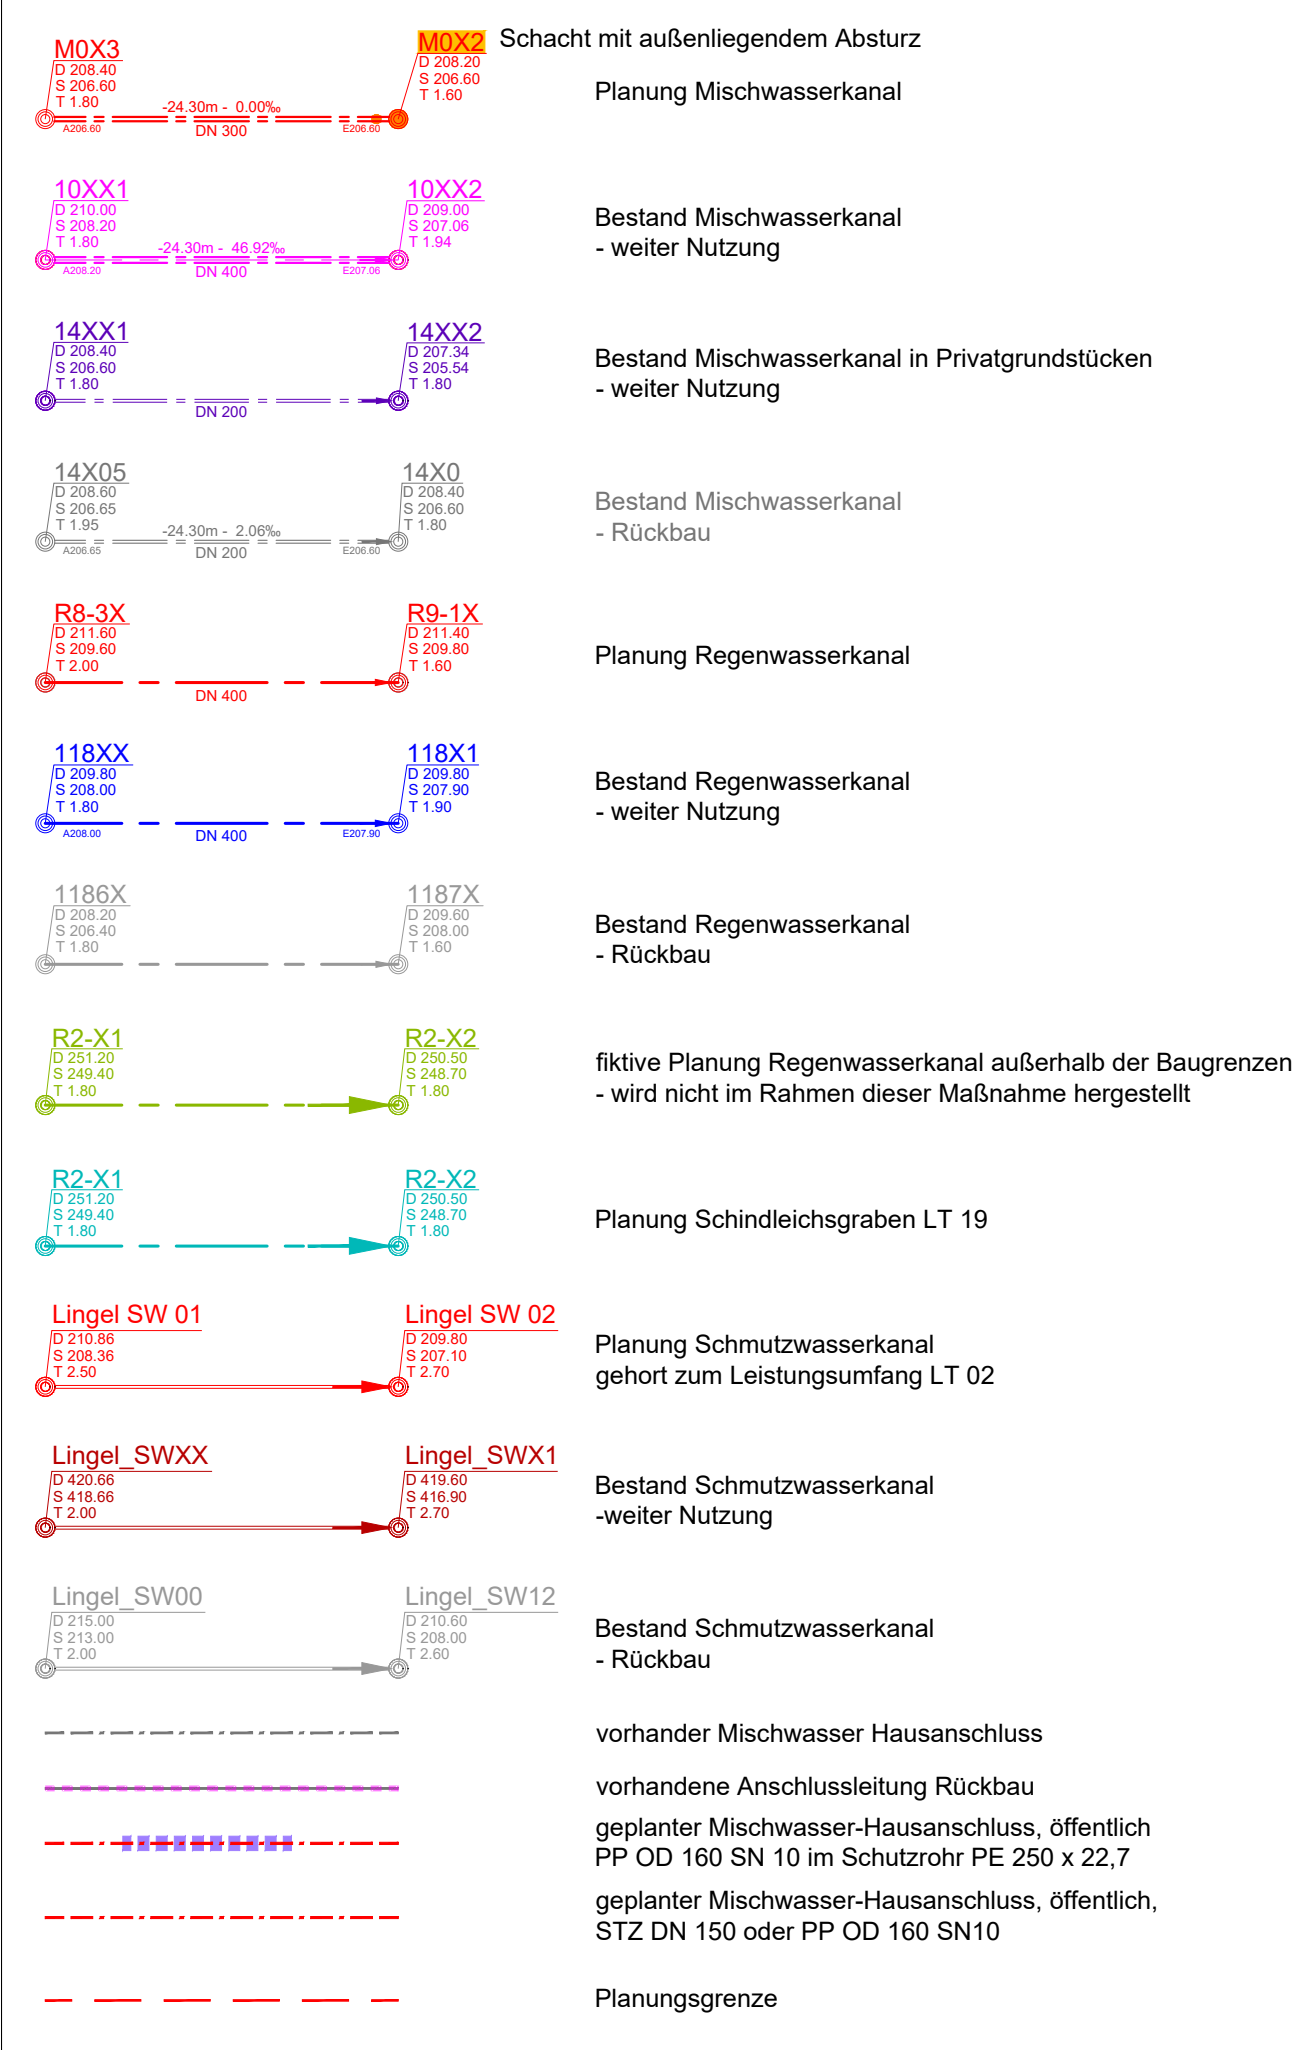 M0X3
D 208.40
S 206.60
T 1.80
M0X2
D 208.20
S 206.60
T 1.60
Schacht mit außenliegendem Absturz
Planung Mischwasserkanal
-24.30m - 0.00‰
A206.60
DN 300
E206.60
10XX1
D 210.00
S 208.20
T 1.80
10XX2
D 209.00
S 207.06
T 1.94
-24.30m - 46.92‰
A208.20
DN 400
E207.06
Bestand Mischwasserkanal
- weiter Nutzung
14XX1
D 208.40
S 206.60
T 1.80
14XX2
D 207.34
S 205.54
T 1.80
DN 200
Bestand Mischwasserkanal in Privatgrundstücken
- weiter Nutzung
14X05
D 208.60
S 206.65
T 1.95
14X0
D 208.40
S 206.60
T 1.80
-24.30m - 2.06‰
A206.65
DN 200
E206.60
Bestand Mischwasserkanal
- Rückbau
R8-3X
D 211.60
S 209.60
T 2.00
R9-1X
D 211.40
S 209.80
T 1.60
DN 400
Planung Regenwasserkanal
118XX
D 209.80
S 208.00
T 1.80
118X1
D 209.80
S 207.90
T 1.90
A208.00
DN 400
E207.90
Bestand Regenwasserkanal
- weiter Nutzung
1186X
D 208.20
S 206.40
T 1.80
1187X
D 209.60
S 208.00
T 1.60
Bestand Regenwasserkanal
- Rückbau
R2-X1
D 251.20
S 249.40
T 1.80
R2-X2
D 250.50
S 248.70
T 1.80
fiktive Planung Regenwasserkanal außerhalb der Baugrenzen
- wird nicht im Rahmen dieser Maßnahme hergestellt
R2-X1
D 251.20
S 249.40
T 1.80
R2-X2
D 250.50
S 248.70
T 1.80
Planung Schindleichsgraben LT 19
Lingel SW 01
D 210.86
S 208.36
T 2.50
Lingel SW 02
D 209.80
S 207.10
T 2.70
Planung Schmutzwasserkanal
gehort zum Leistungsumfang LT 02
Lingel_SWXX
D 420.66
S 418.66
T 2.00
Lingel_SWX1
D 419.60
S 416.90
T 2.70
Bestand Schmutzwasserkanal
-weiter Nutzung
Lingel_SW00
D 215.00
S 213.00
T 2.00
Lingel_SW12
D 210.60
S 208.00
T 2.60
Bestand Schmutzwasserkanal
- Rückbau
vorhander Mischwasser Hausanschluss
vorhandene Anschlussleitung Rückbau
geplanter Mischwasser-Hausanschluss, öffentlich
PP OD 160 SN 10 im Schutzrohr PE 250 x 22,7
geplanter Mischwasser-Hausanschluss, öffentlich,
STZ DN 150 oder PP OD 160 SN10
Planungsgrenze